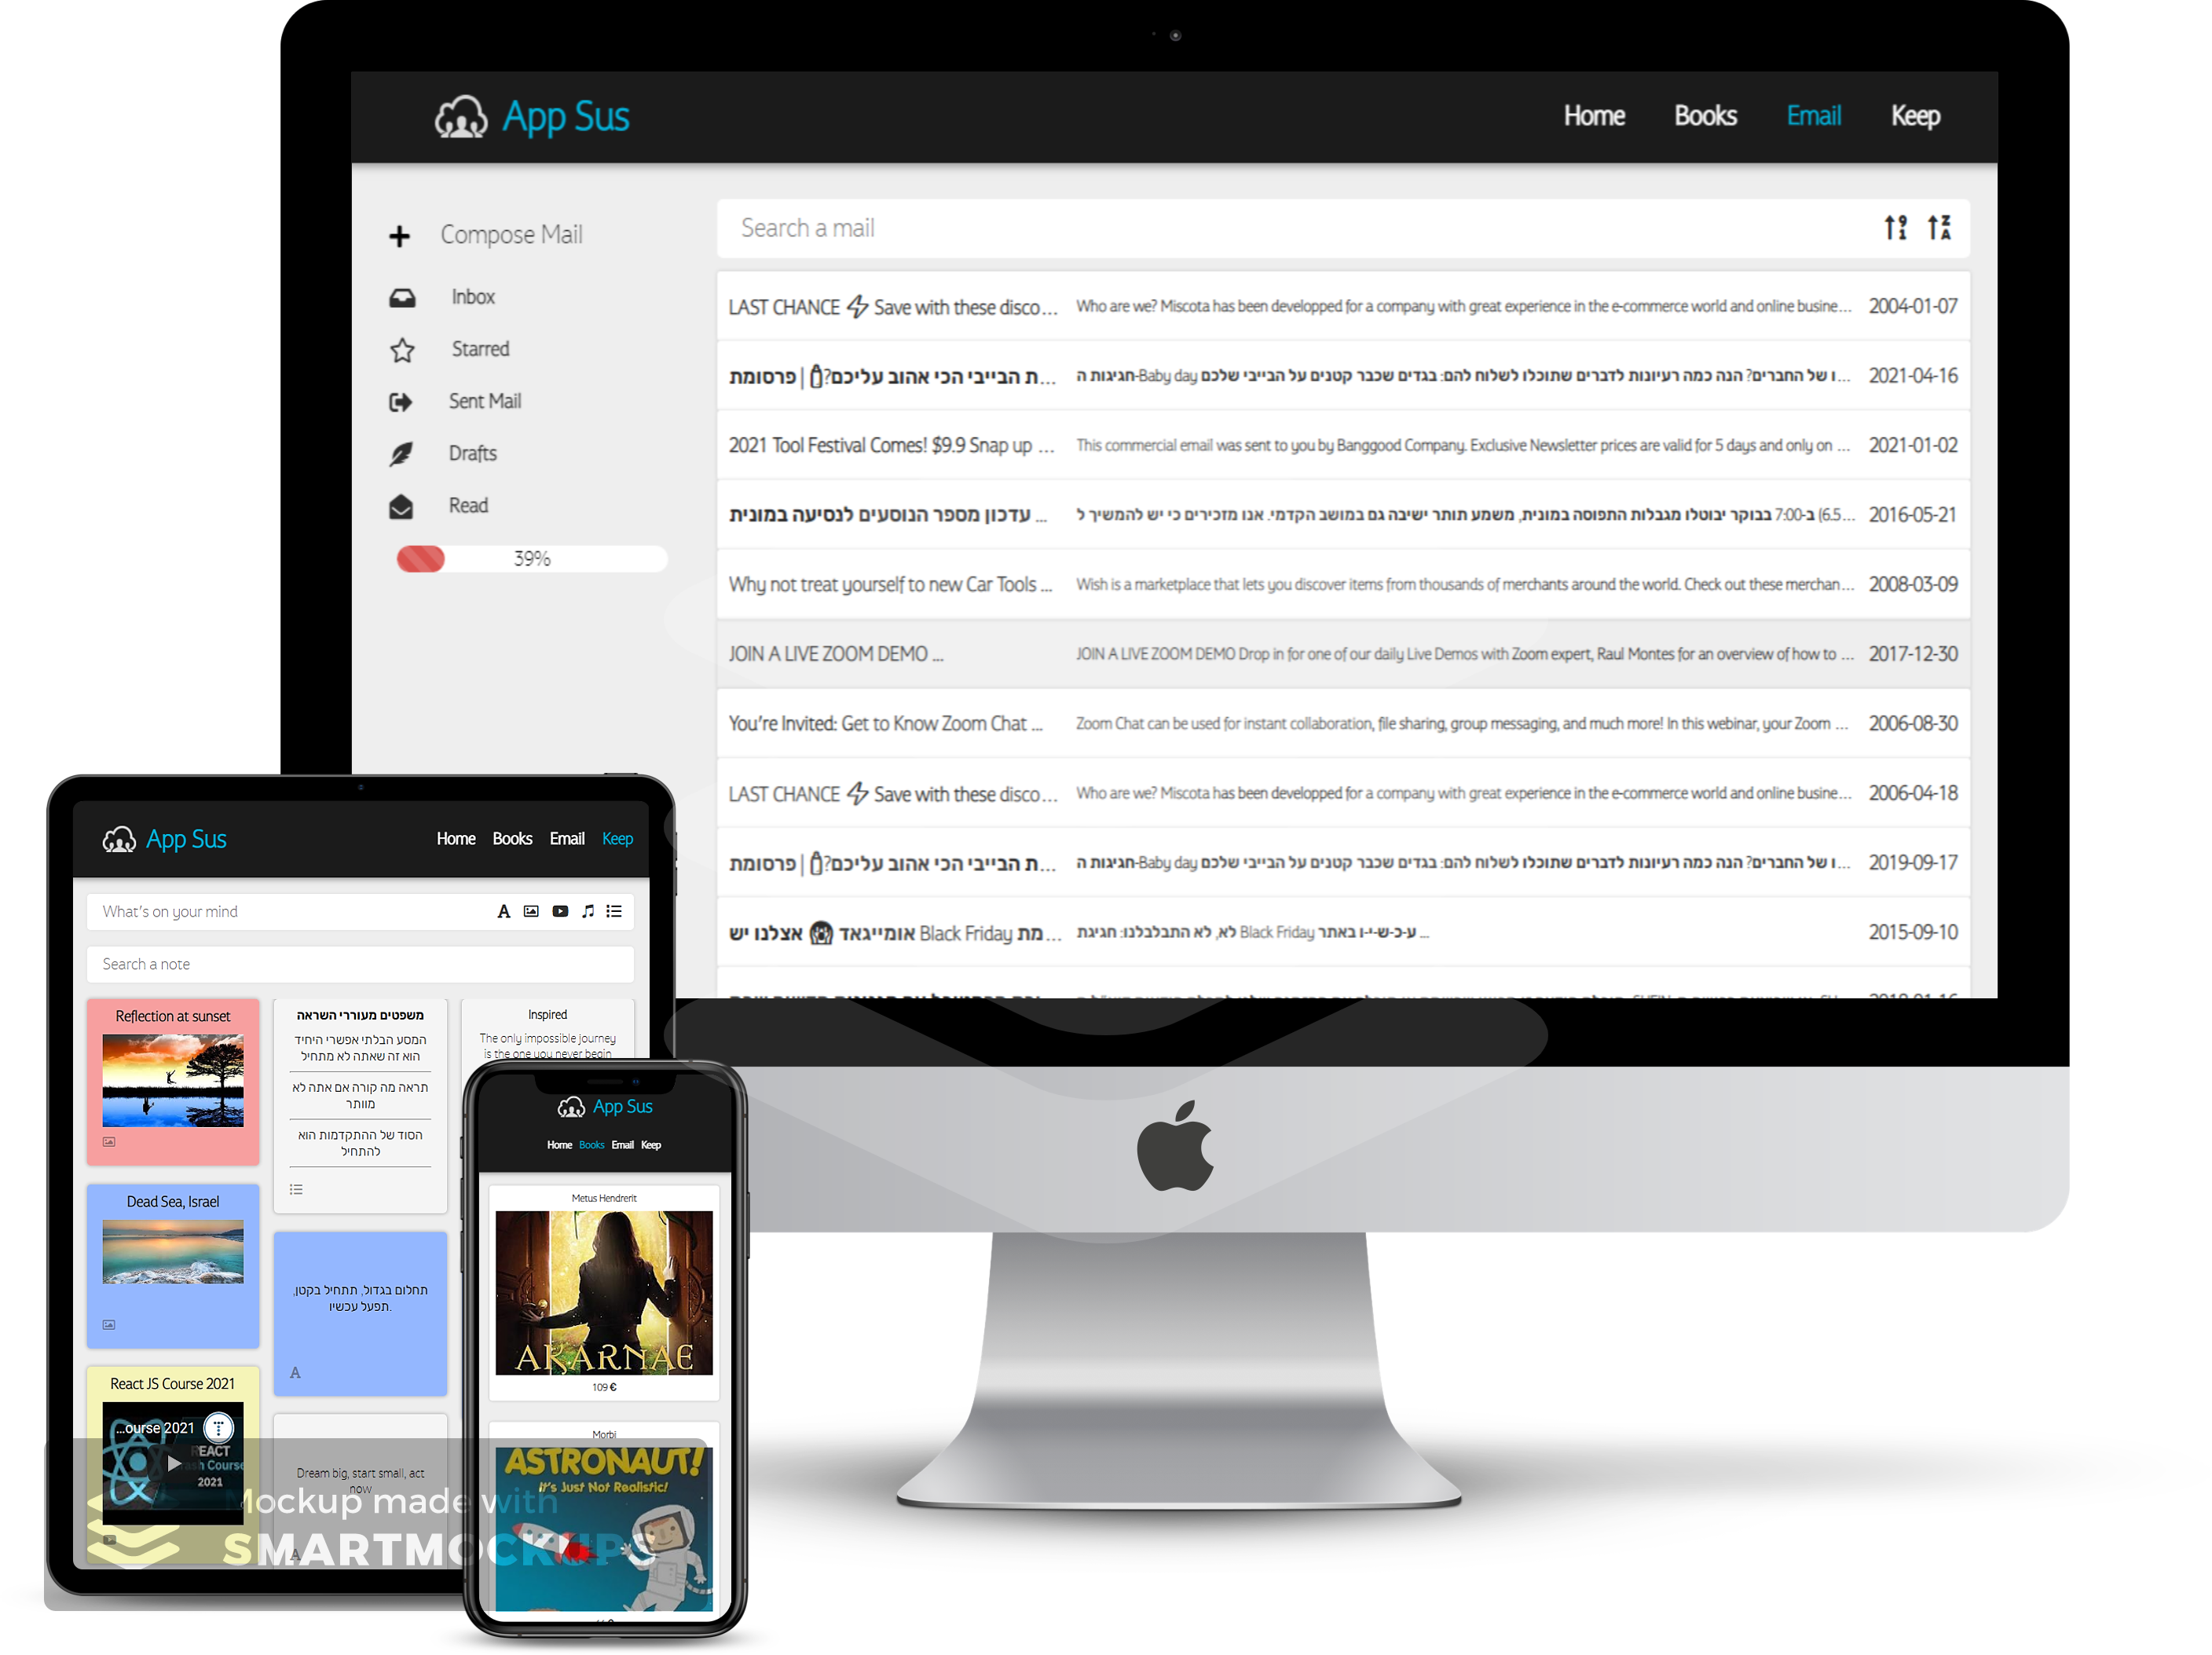 App Sus
Home Books Email Keep
Compose Mail
Inbox
Starred
Sent Mail
Drafts
Read
39%
Search a mail
LAST CHANCE ⚡ Save with these disco... Who are we? Miscota has been developped for a company with great experience in the e-commerce world and online busine... 2004-01-07
ת הבייבי הכי אהוב עליכם?🍼 | פרסומת... ו של החברים? הנה כמה רעיונות לדברים שתוכלו לשלוח להם: בגדים שכבר קטנים על הבייבי שלכם Baby day-חגיגות ה... 2021-04-16
2021 Tool Festival Comes! $9.9 Snap up ... This commercial email was sent to you by Banggood Company. Exclusive Newsletter prices are valid for 5 days and only on ... 2021-01-02
עדכון מספר הנוסעים לנסיעה במונית ... ב-7:00 בבוקר יבוטלו מגבלות התפוסה במונית, משמע תותר ישיבה גם במושב הקדמי. אנו מזכירים כי יש להמשיך ל (6.5... 2016-05-21
Why not treat yourself to new Car Tools ... Wish is a marketplace that lets you discover items from thousands of merchants around the world. Check out these merchan... 2008-03-09
JOIN A LIVE ZOOM DEMO ... JOIN A LIVE ZOOM DEMO Drop in for one of our daily Live Demos with Zoom expert, Raul Montes for an overview of how to ... 2017-12-30
You're Invited: Get to Know Zoom Chat ... Zoom Chat can be used for instant collaboration, file sharing, group messaging, and much more! In this webinar, your Zoom ... 2006-08-30
LAST CHANCE ⚡ Save with these disco... Who are we? Miscota has been developped for a company with great experience in the e-commerce world and online busine... 2006-04-18
ת הבייבי הכי אהוב עליכם?🍼 | פרסומת... ו של החברים? הנה כמה רעיונות לדברים שתוכלו לשלוח להם: בגדים שכבר קטנים על הבייבי שלכם Baby day-חגיגות ה... 2019-09-17
אצלנו יש 😱 אומייגאד Black Friday מת... לא, לא התבלבלנו: חגיגת Black Friday ע-כ-ש-י-ו באתר ... 2015-09-10
App Sus
Home Books Email Keep
What's on your mind
Search a note
Reflection at sunset
Dead Sea, Israel
React JS Course 2021
...ourse 2021
REACT
ash Course
2021
משפטים מעוררי השראה
המסע הבלתי אפשרי היחיד
הוא זה שאתה לא מתחיל
תראה מה קורה אם אתה לא
מוותר
הסוד של ההתקדמות הוא
להתחיל
תחלום בגדול, תתחיל בקטן,
תפעל עכשיו.
Dream big, start small, act
now
Inspired
The only impossible journey
is the one you never begin
App Sus
Home Books Email Keep
Metus Hendrerit
AKARNAE
109 €
Morbi
ASTRONAUT!
It's Just Not Realistic!
Mockup made with
SMARTMOCKUPS